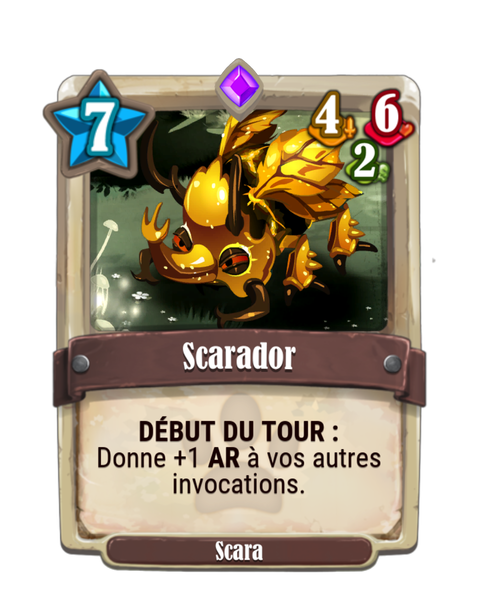 7
4
6
2
Scarador
DÉBUT DU TOUR :
Donne +1 AR à vos autres
invocations.
Scara